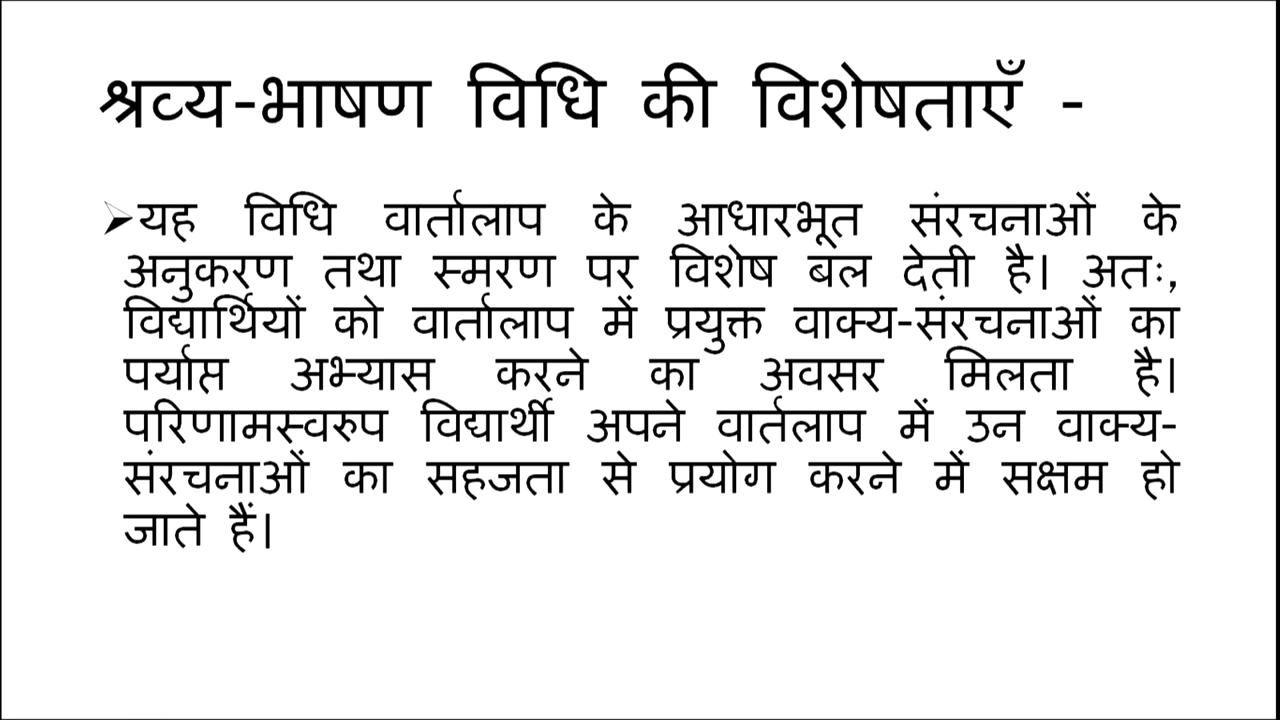 श्रव्य-भाषण विधि की विशेषताएँ -
➢यह विधि वार्तालाप के आधारभूत संरचनाओं के
अनुकरण तथा स्मरण पर विशेष बल देती है। अतः,
विद्यार्थियों को वार्तालाप में प्रयुक्त वाक्य-संरचनाओं का
पर्याप्त अभ्यास करने का अवसर मिलता है।
परिणामस्वरुप विद्यार्थी अपने वार्तलाप में उन वाक्य-
संरचनाओं का सहजता से प्रयोग करने में सक्षम हो
जाते हैं।